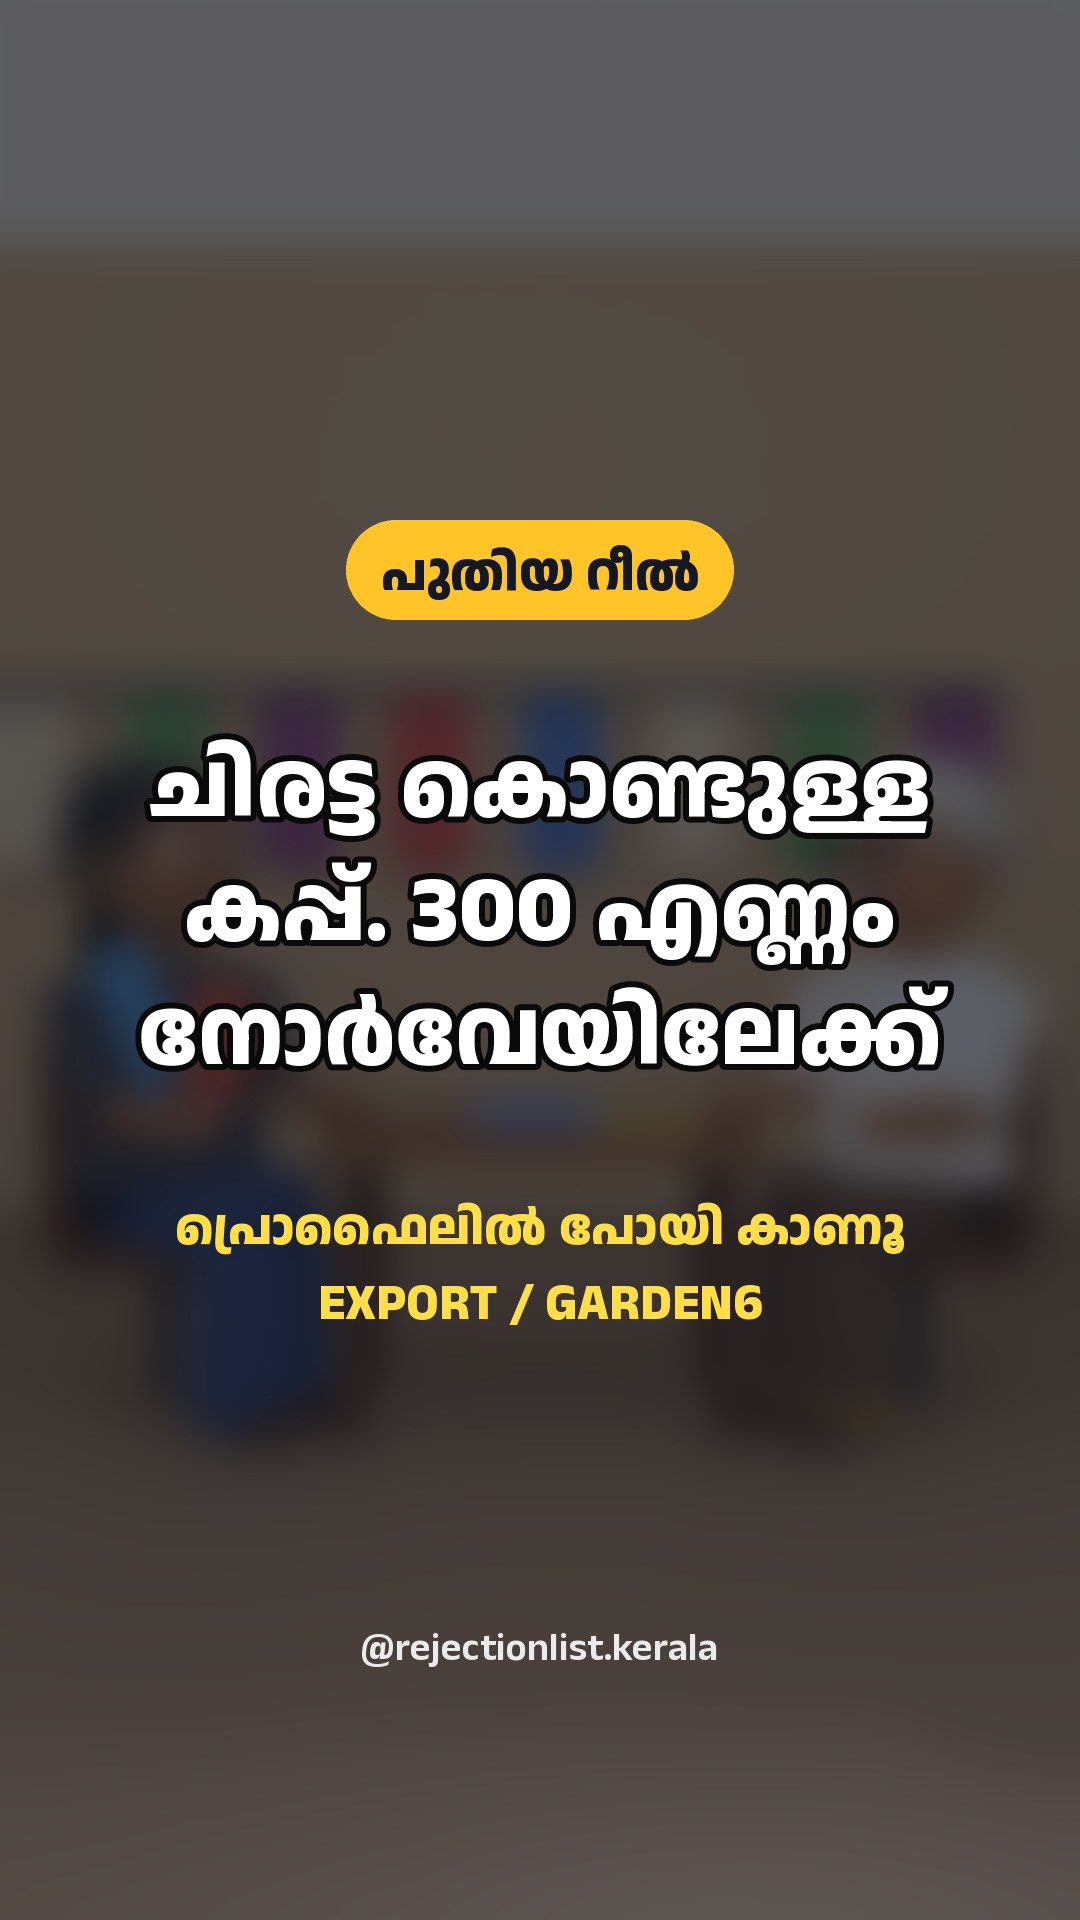 പുതിയ റീൽ
ചിരട്ട കൊണ്ടുള്ള
കപ്പ്. 300 എണ്ണം
നോർവേയിലേക്ക്
പ്രൊഫൈലിൽ പോയി കാണൂ
EXPORT / GARDEN6
@rejectionlist.kerala